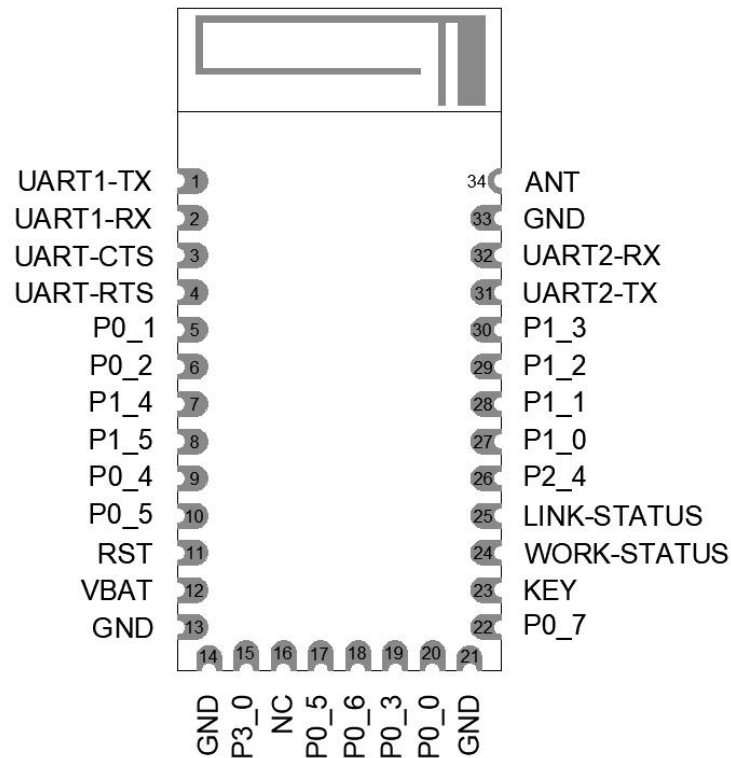 UART1-TX 1 34 ANT
UART1-RX 2 33 GND
UART-CTS 3 32 UART2-RX
UART-RTS 4 31 UART2-TX
P0_1 5 30 P1_3
P0_2 6 29 P1_2
P1_4 7 28 P1_1
P1_5 8 27 P1_0
P0_4 9 26 P2_4
P0_5 10 25 LINK-STATUS
RST 11 24 WORK-STATUS
VBAT 12 23 KEY
GND 13 22 P0_7
14 15 16 17 18 19 20 21
GND P3_0 NC P0_5 P0_6 P0_3 P0_0 GND